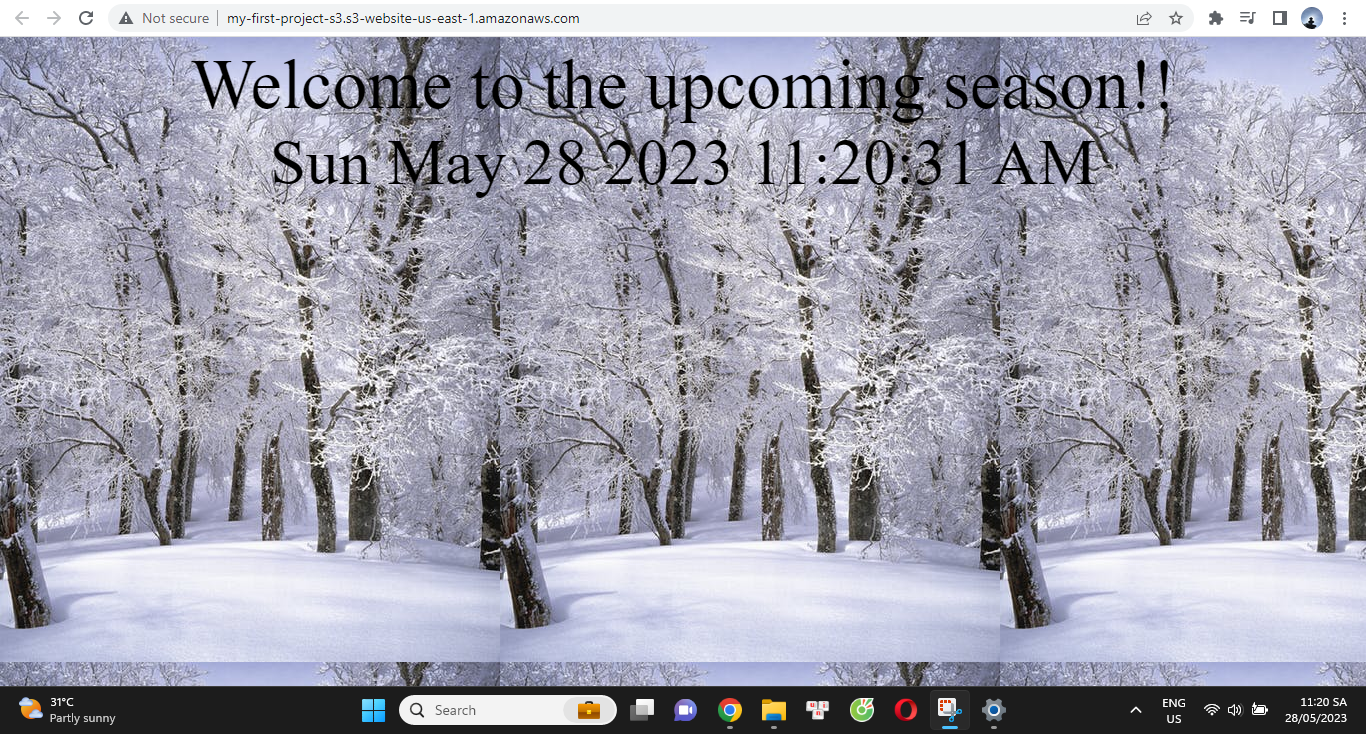 Not secure my-first-project-s3.s3-website-us-east-1.amazonaws.com
Welcome to the upcoming season!!
Sun May 28 2023 11:20:31 AM
31°C
Partly sunny
Search
ENG
US
11:20 SA
28/05/2023